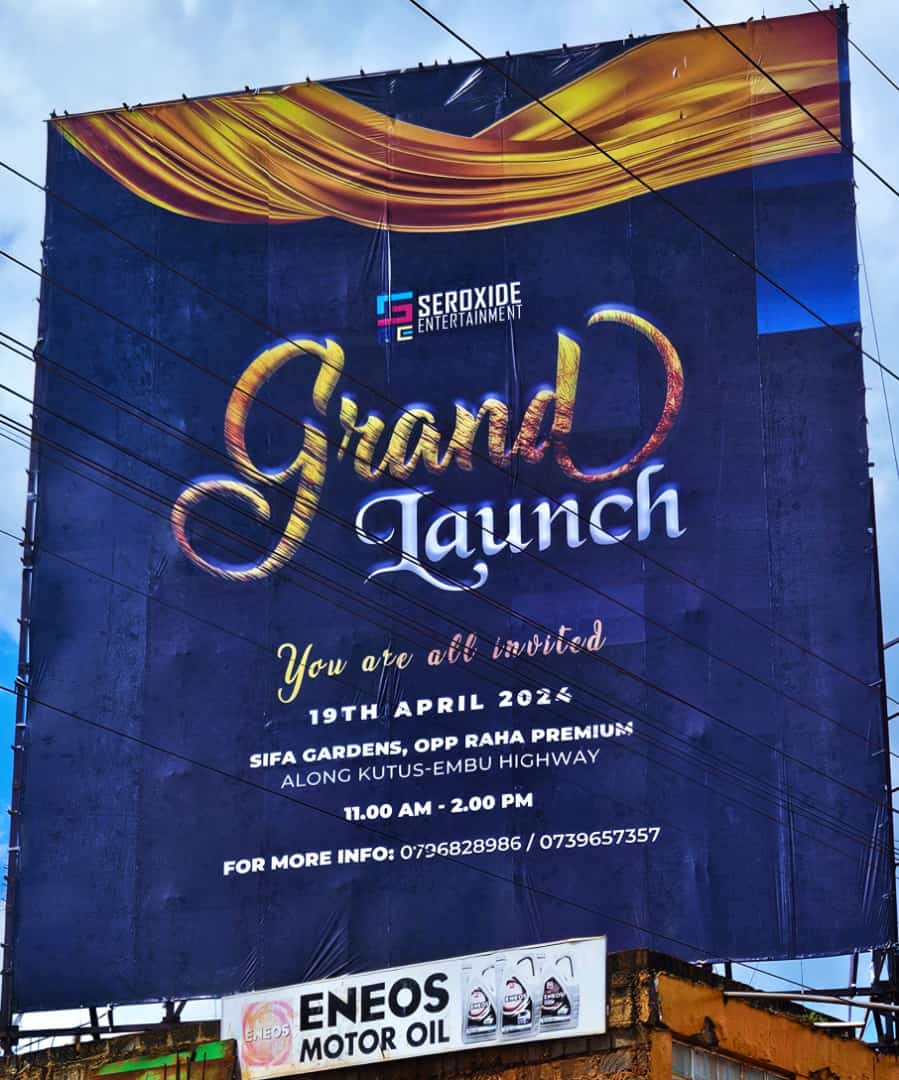 SEROXIDE
ENTERTAINMENT
Grand
Launch
You are all invited
19TH APRIL 2024
SIFA GARDENS, OPP RAHA PREMIUM
ALONG KUTUS-EMBU HIGHWAY
11.00 AM - 2.00 PM
FOR MORE INFO: 0796828986 / 0739657357
ENEOS
ENEOS
MOTOR OIL